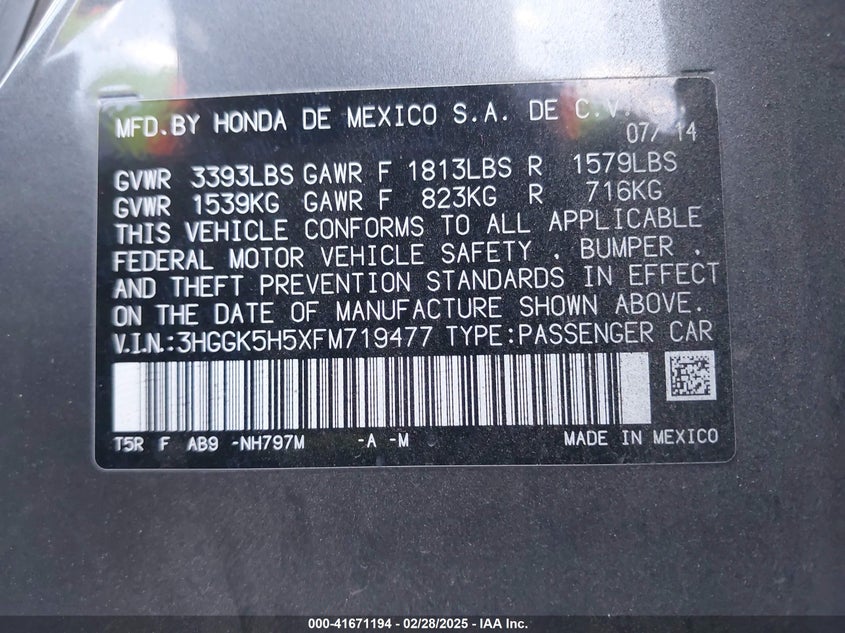 MFD.BY HONDA DE MEXICO S.A. DE C.V.
07/14
GVWR 3393LBS GAWR F 1813LBS R 1579LBS
GVWR 1539KG GAWR F 823KG R 716KG
THIS VEHICLE CONFORMS TO ALL APPLICABLE
FEDERAL MOTOR VEHICLE SAFETY . BUMPER .
AND THEFT PREVENTION STANDARDS IN EFFECT
ON THE DATE OF MANUFACTURE SHOWN ABOVE.
V.I.N.:3HGGK5H5XFM719477 TYPE:PASSENGER CAR
T5R F AB9 -NH797M -A -M MADE IN MEXICO
000-41671194 - 02/28/2025 - IAA Inc.